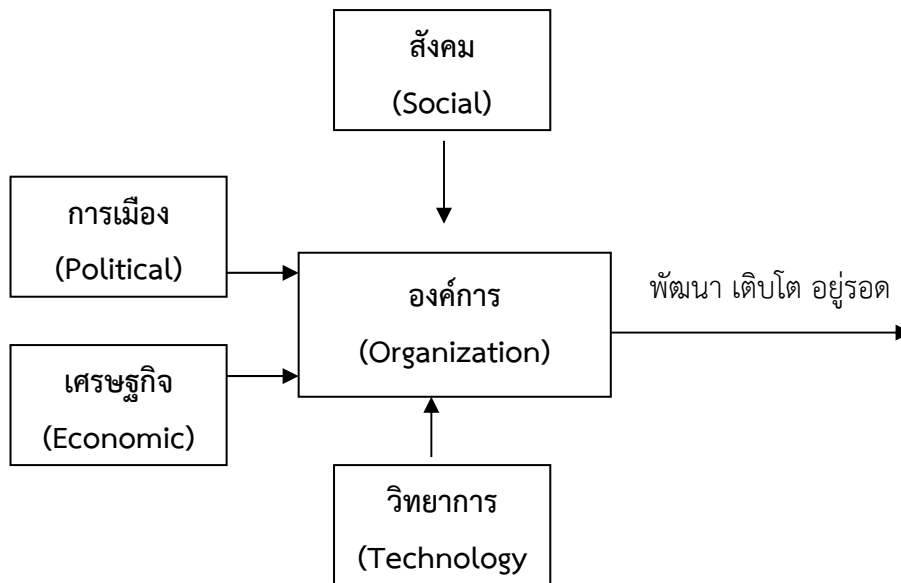 สังคม
(Social)
การเมือง
(Political)
องค์การ
(Organization)
พัฒนา เติบโต อยู่รอด
เศรษฐกิจ
(Economic)
วิทยาการ
(Technology